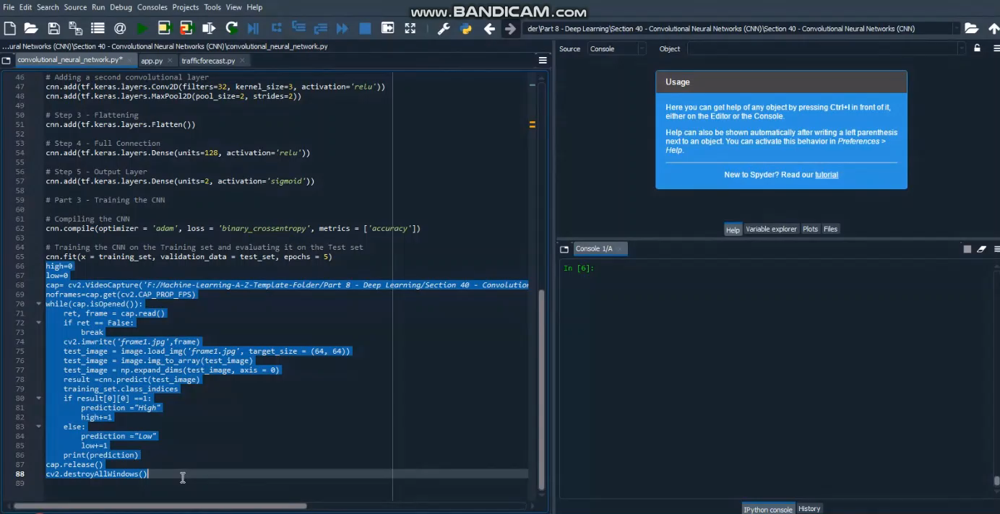 www.BANDICAM.com
File Edit Search Source Run Debug Consoles Projects Tools View Help
der\Part 8 - Deep Learning\Section 40 - Convolutional Neural Networks (CNN)\Section 40 - Convolutional Neural Networks (CNN)
...ural Networks (CNN)\Section 40 - Convolutional Neural Networks (CNN)\convolutional_neural_network.py
Source Console Object
convolutional_neural_network.py* app.py trafficforecast.py
46 # Adding a second convolutional layer
47 cnn.add(tf.keras.layers.Conv2D(filters=32, kernel_size=3, activation='relu'))
48 cnn.add(tf.keras.layers.MaxPool2D(pool_size=2, strides=2))
49
50 # Step 3 - Flattening
51 cnn.add(tf.keras.layers.Flatten())
52
53 # Step 4 - Full Connection
54 cnn.add(tf.keras.layers.Dense(units=128, activation='relu'))
55
56 # Step 5 - Output Layer
57 cnn.add(tf.keras.layers.Dense(units=2, activation='sigmoid'))
58
59 # Part 3 - Training the CNN
60
61 # Compiling the CNN
62 cnn.compile(optimizer = 'adam', loss = 'binary_crossentropy', metrics = ['accuracy'])
63
64 # Training the CNN on the Training set and evaluating it on the Test set
65 cnn.fit(x = training_set, validation_data = test_set, epochs = 5)
66 high=0
67 low=0
68 cap= cv2.VideoCapture('F:/Machine-Learning-A-Z-Template-Folder/Part 8 - Deep Learning/Section 40 - Convolution
69 noframes=cap.get(cv2.CAP_PROP_FPS)
70 while(cap.isOpened()):
71 ret, frame = cap.read()
72 if ret == False:
73 break
74 cv2.imwrite('frame1.jpg',frame)
75 test_image = image.load_img('frame1.jpg', target_size = (64, 64))
76 test_image = image.img_to_array(test_image)
77 test_image = np.expand_dims(test_image, axis = 0)
78 result =cnn.predict(test_image)
79 training_set.class_indices
80 if result[0][0] ==1:
81 prediction ="High"
82 high+=1
83 else:
84 prediction ="Low"
85 low+=1
86 print(prediction)
87 cap.release()
88 cv2.destroyAllWindows()
89
Usage
Here you can get help of any object by pressing Ctrl+I in front of it,
either on the Editor or the Console.
Help can also be shown automatically after writing a left parenthesis
next to an object. You can activate this behavior in Preferences >
Help.
New to Spyder? Read our tutorial
Help Variable explorer Plots Files
Console 1/A
In [6]:
IPython console History